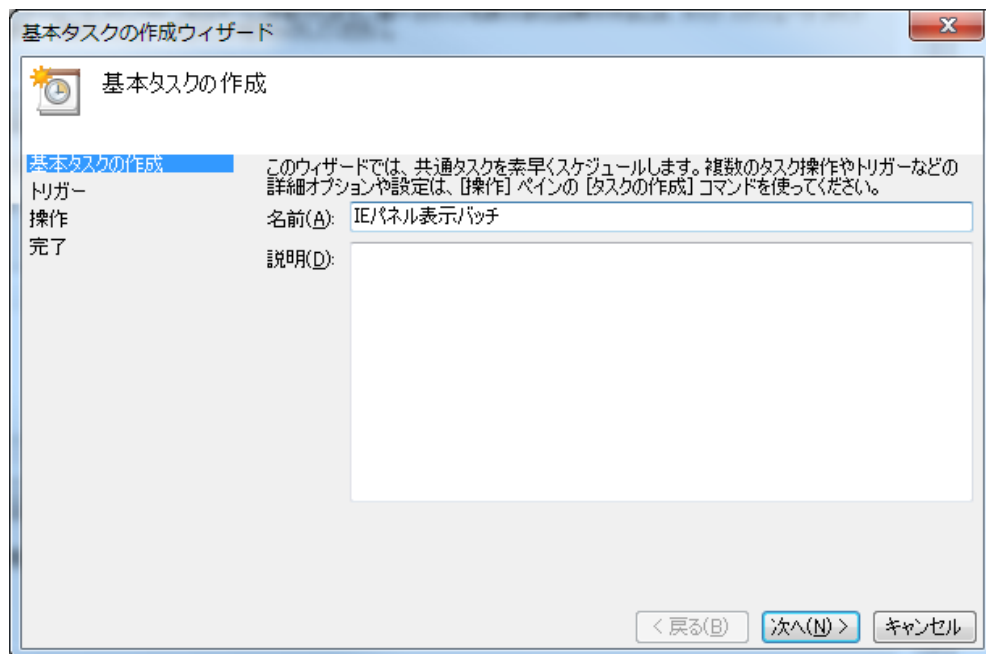 基本タスクの作成ウィザード
基本タスクの作成
基本タスクの作成
トリガー
操作
完了
このウィザードでは、共通タスクを素早くスケジュールします。複数のタスク操作やトリガーなどの
詳細オプションや設定は、[操作] ペインの [タスクの作成] コマンドを使ってください。
名前(A): IEパネル表示バッチ
説明(D):
< 戻る(B) 次へ(N) > キャンセル